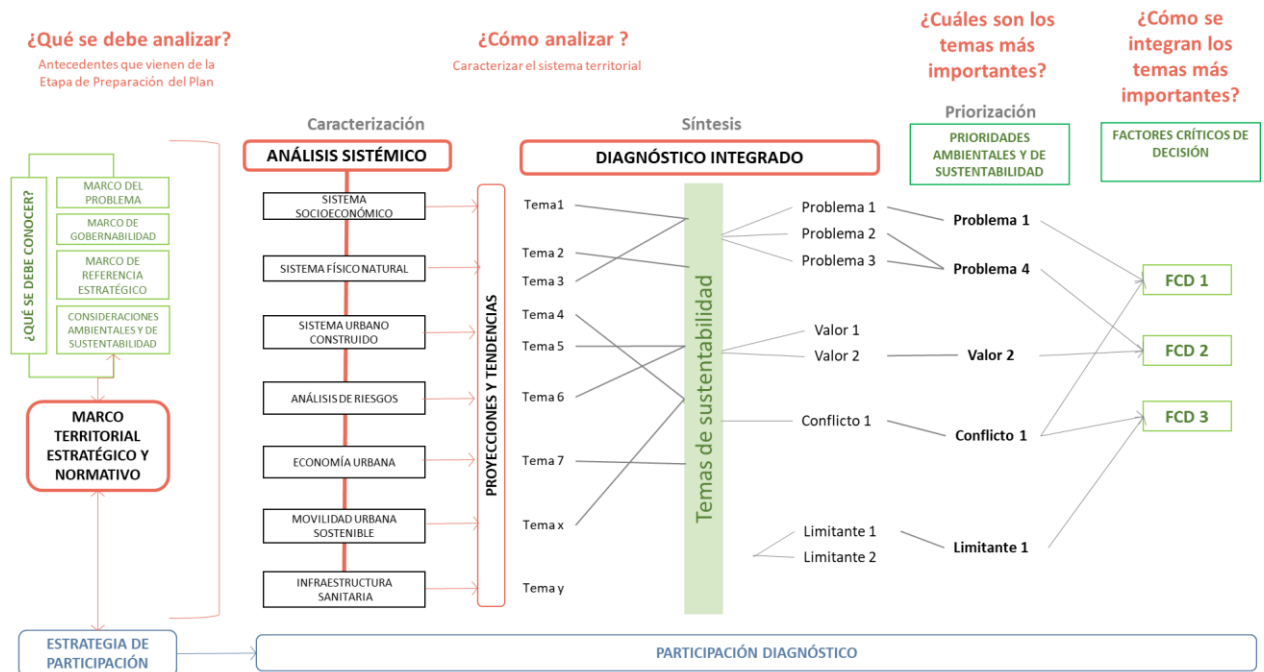 ¿Qué se debe analizar?
Antecedentes que vienen de la
Etapa de Preparación del Plan
¿Cómo analizar ?
Caracterizar el sistema territorial
¿Cuáles son los
temas más
importantes?
¿Cómo se
integran los
temas más
importantes?
Caracterización
Síntesis
Priorización
ANÁLISIS SISTÉMICO
DIAGNÓSTICO INTEGRADO
PRIORIDADES
AMBIENTALES Y DE
SUSTENTABILIDAD
FACTORES CRÍTICOS DE
DECISIÓN
¿QUÉ SE DEBE CONOCER?
MARCO DEL
PROBLEMA
MARCO DE
GOBERNABILIDAD
MARCO DE
REFERENCIA
ESTRATÉGICO
CONSIDERACIONES
AMBIENTALES Y DE
SUSTENTABILIDAD
MARCO
TERRITORIAL
ESTRATÉGICO Y
NORMATIVO
SISTEMA
SOCIOECONÓMICO
SISTEMA FÍSICO NATURAL
SISTEMA URBANO
CONSTRUIDO
ANÁLISIS DE RIESGOS
ECONOMÍA URBANA
MOVILIDAD URBANA
SOSTENIBLE
INFRAESTRUCTURA
SANITARIA
PROYECCIONES Y TENDENCIAS
Tema1
Tema 2
Tema 3
Tema 4
Tema 5
Tema 6
Tema 7
Tema x
Tema y
Temas de sustentabilidad
Problema 1
Problema 2
Problema 3
Valor 1
Valor 2
Conflicto 1
Limitante 1
Limitante 2
Problema 1
Problema 4
Valor 2
Conflicto 1
Limitante 1
FCD 1
FCD 2
FCD 3
ESTRATEGIA DE
PARTICIPACIÓN
PARTICIPACIÓN DIAGNÓSTICO